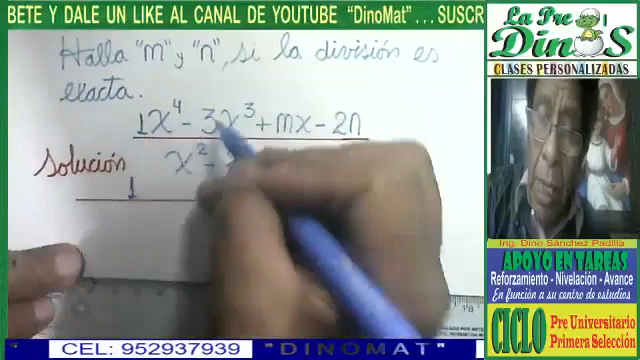 BETE Y DALE UN LIKE AL CANAL DE YOUTUBE "DinoMat"... SUSCR
La Pre
DinoS
CLASES PERSONALIZADAS
Halla "m" y "n", si la división es
exacta.
1x⁴ - 3x³ + mx - 2n
Solución
x² -
1
Ing. Dino Sánchez Padilla
APOYO EN TAREAS
Reforzamiento - Nivelación - Avance
En función a su centro de estudios
CICLO Pre Universitario
Primera Selección
CEL: 952937939 "DINOMAT"